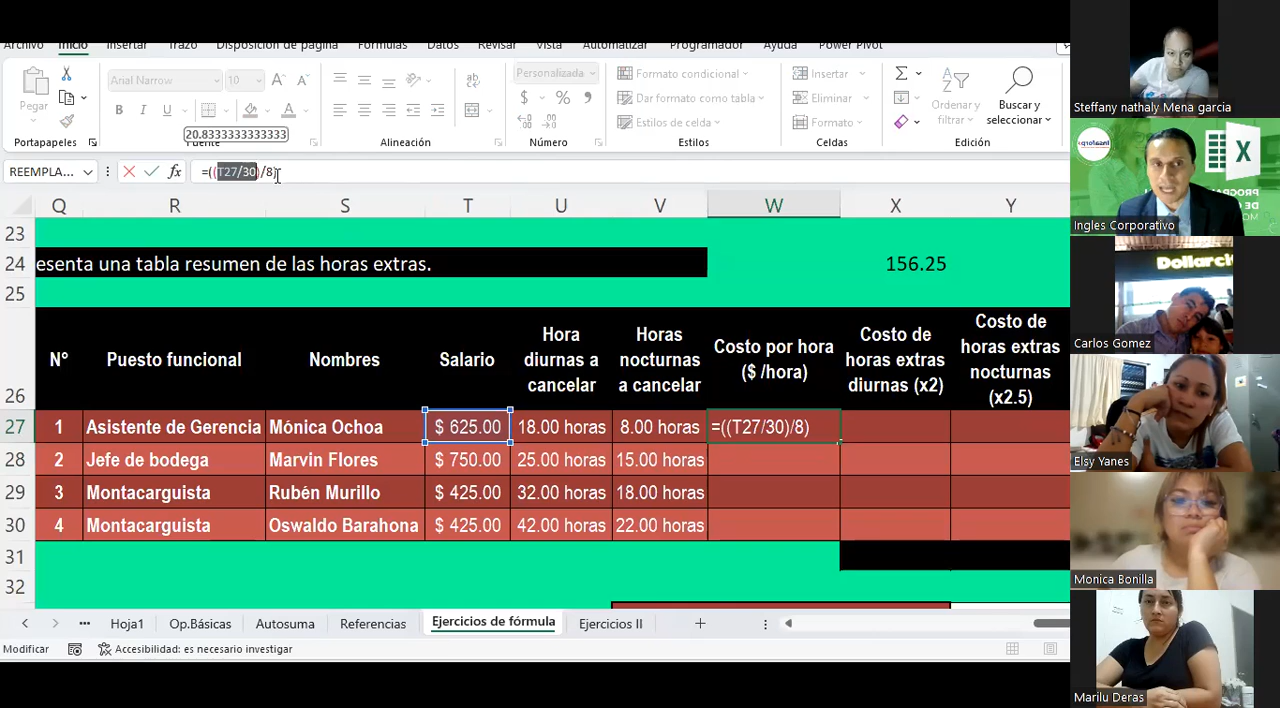 Archivo Inicio Insertar Trazo Disposición de página Fórmulas Datos Revisar Vista Automatizar Programador Ayuda Power Pivot
Pegar
Portapapeles
Arial Narrow 10
N K S
Fuente
20.8333333333333
ab
Alineación
Personalizada
$ % ,
Número
Formato condicional
Dar formato como tabla
Estilos de celda
Estilos
Insertar
Eliminar
Formato
Celdas
Ordenar y filtrar
Buscar y seleccionar
Edición
REEMPLA... fx =((T27/30)/8)
Q R S T U V W X Y
23
24 esenta una tabla resumen de las horas extras. 156.25
25
26 N° Puesto funcional Nombres Salario Hora diurnas a cancelar Horas nocturnas a cancelar Costo por hora ($ /hora) Costo de horas extras diurnas (x2) Costo de horas extras nocturnas (x2.5)
27 1 Asistente de Gerencia Mónica Ochoa $ 625.00 18.00 horas 8.00 horas =((T27/30)/8)
28 2 Jefe de bodega Marvin Flores $ 750.00 25.00 horas 15.00 horas
29 3 Montacarguista Rubén Murillo $ 425.00 32.00 horas 18.00 horas
30 4 Montacarguista Oswaldo Barahona $ 425.00 42.00 horas 22.00 horas
31
32
... Hoja1 Op.Básicas Autosuma Referencias Ejercicios de fórmula Ejercicios II
Modificar Accesibilidad: es necesario investigar
Steffany nathaly Mena garcia
X
Ingles Corporativo
Dollarci
Carlos Gomez
Elsy Yanes
Monica Bonilla
Marilu Deras